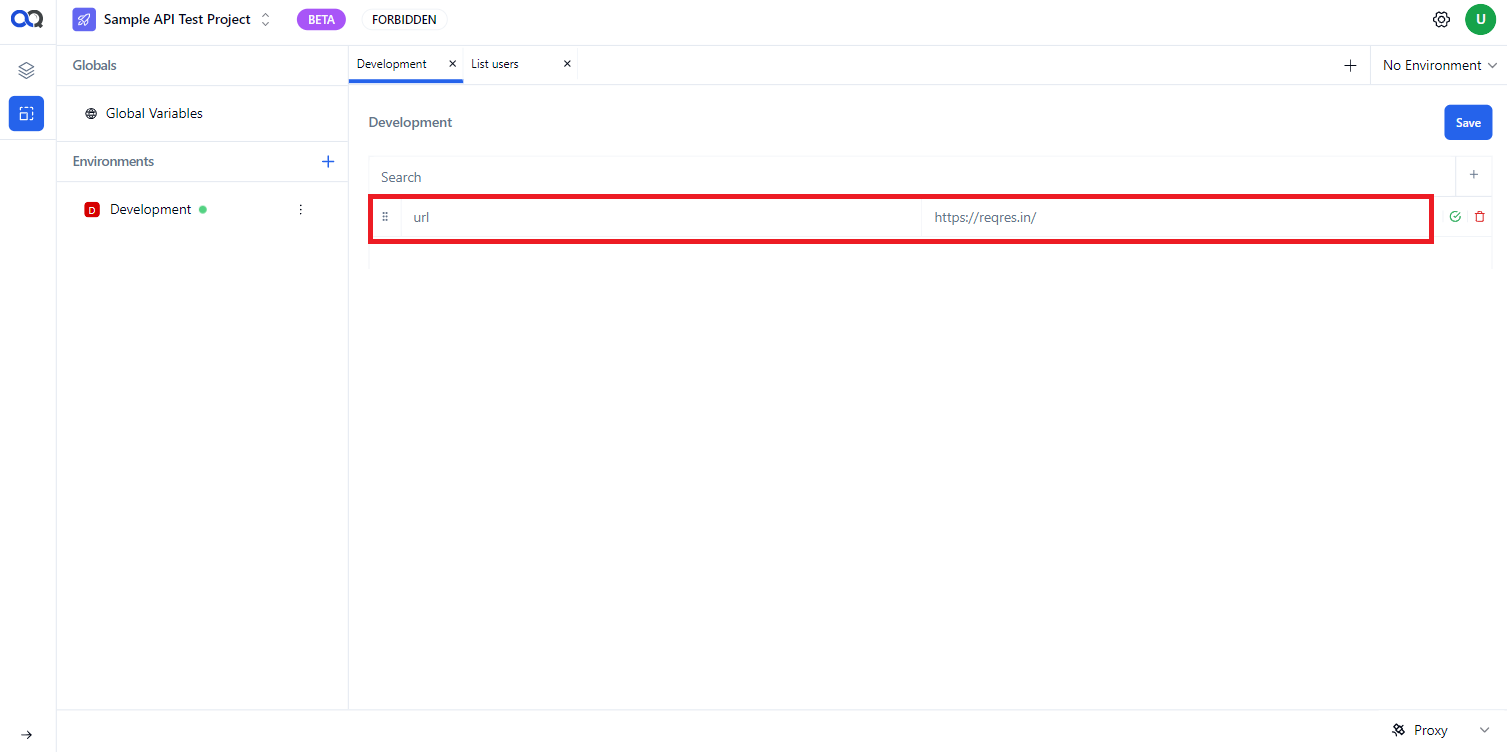 Sample API Test Project
BETA
FORBIDDEN
U
Globals
Development
List users
No Environment
Global Variables
Development
Save
Environments
Search
D Development
url
https://reqres.in/
Proxy